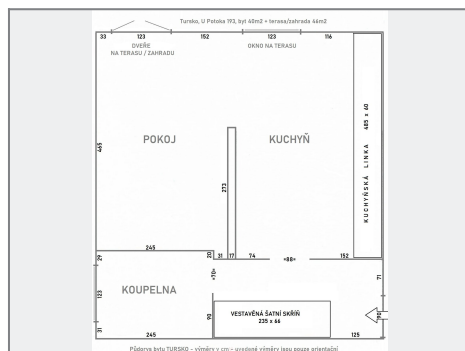 Tursko, U Potoka 193, byt 60m2 + terasa/zahrada 46m2
33 123 152 123 116
DVEŘE
NA TERASU / ZAHRADU
OKNO NA TERASU
POKOJ
KUCHYŇ
KUCHYŇSKÁ LINKA 485 x 60
465
273
245
20 31 17 74 +88+ 152
29
+70+
71
123
KOUPELNA
90
VESTAVĚNÁ ŠATNÍ SKŘÍŇ
235 x 66
90
31
245
125
Půdorys bytu TURSKO - výměry v cm - uvedené výměry jsou pouze orientační